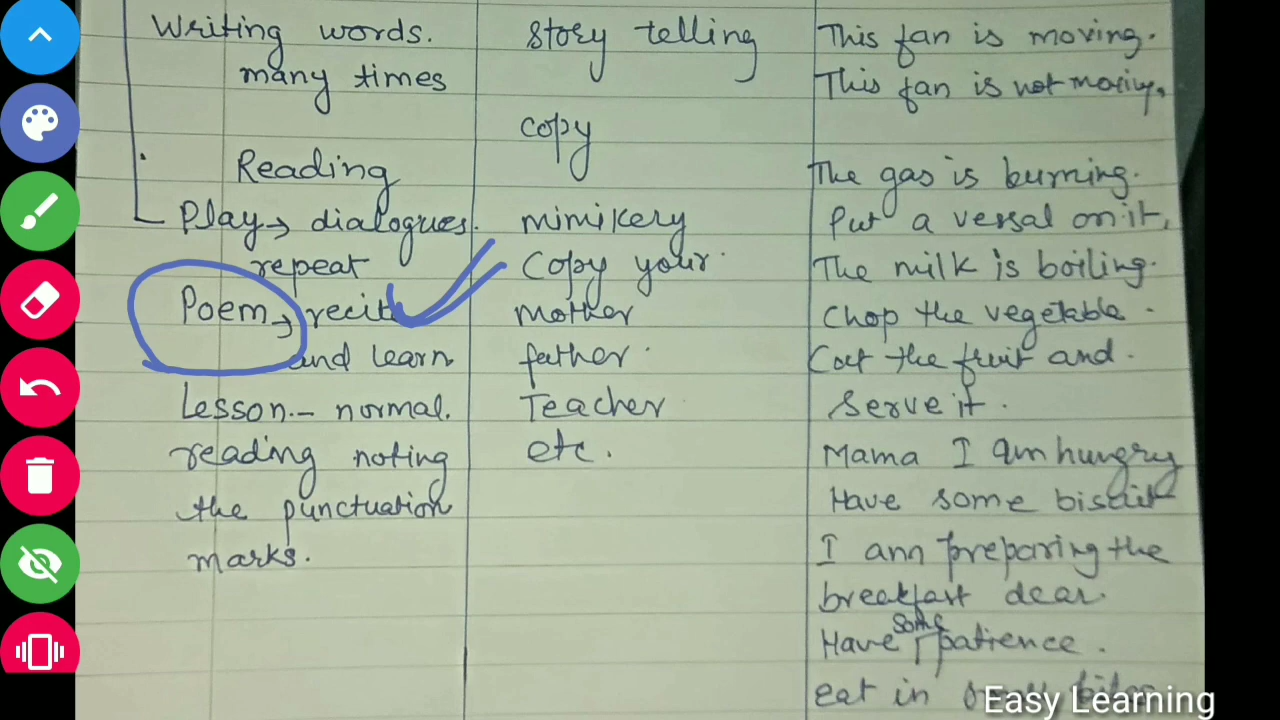 Writing words.
many times
Reading
Play→ dialogues.
repeat
Poem→ recite
and learn
Lesson.- normal.
reading noting
the punctuation
marks.
Story telling
copy
mimikery
Copy your
mother
father.
Teacher
etc.
This fan is moving.
This fan is not moving.
The gas is burning.
Put a vessal on it.
The milk is boiling.
Chop the vegetable.
Cut the fruit and.
Serve it.
Mama I am hungry
Have some biscuit
I am preparing the
breakfast dear.
Have some patience.
eat in small
Easy Learning